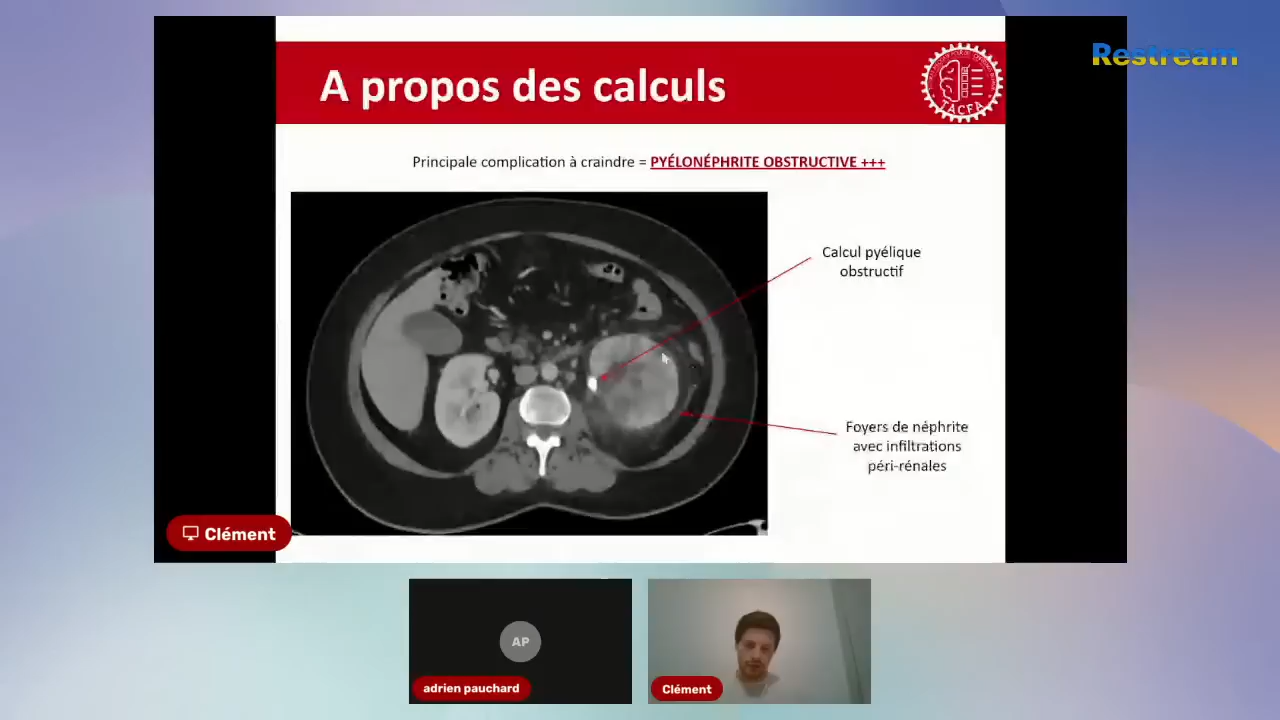 Restream
A propos des calculs
TACFA
Principale complication à craindre = PYÉLONÉPHRITE OBSTRUCTIVE +++
Calcul pyélique
obstructif
Foyers de néphrite
avec infiltrations
péri-rénales
Clément
AP
adrien pauchard
Clément